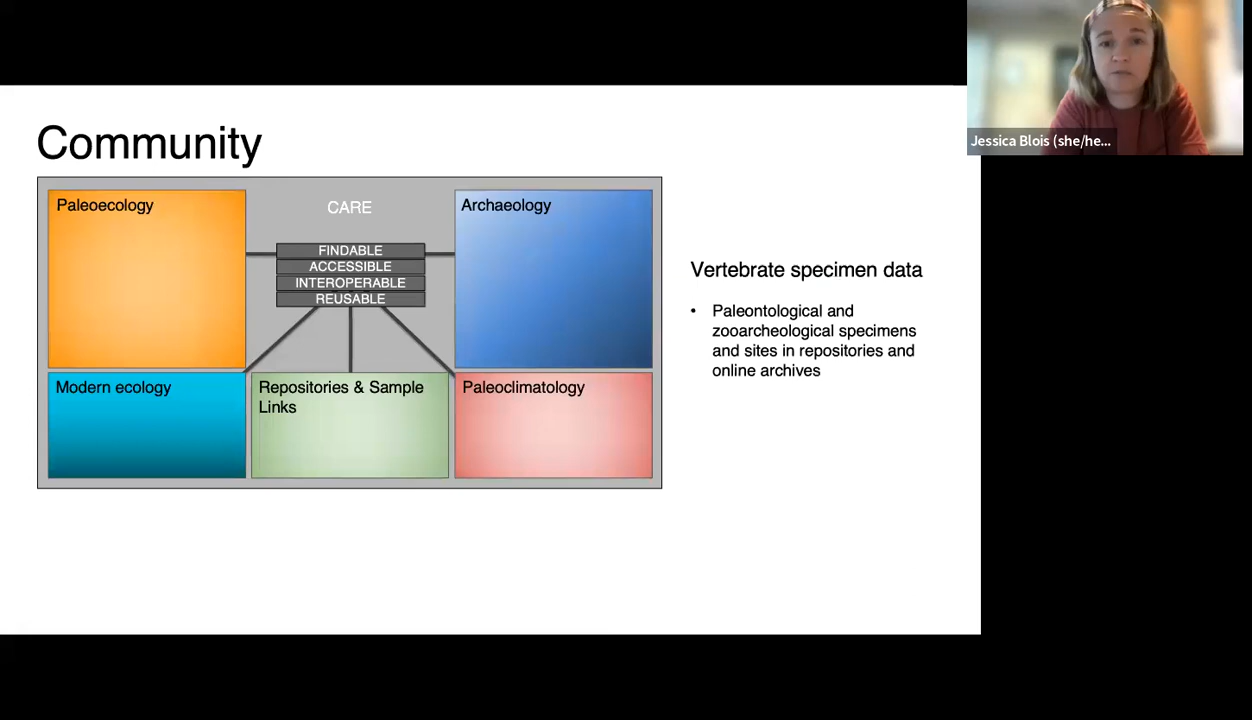 Community
Paleoecology
CARE
Archaeology
FINDABLE
ACCESSIBLE
INTEROPERABLE
REUSABLE
Modern ecology
Repositories & Sample
Links
Paleoclimatology
Vertebrate specimen data
• Paleontological and
zooarcheological specimens
and sites in repositories and
online archives
Jessica Blois (she/he...